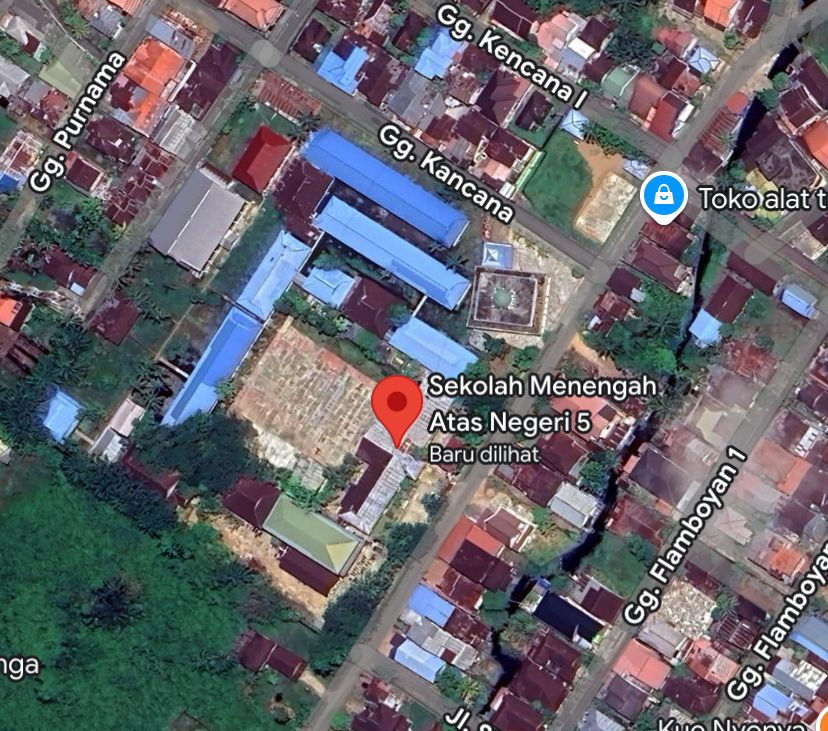 Gg. Kencana I
Gg. Purnama
Gg. Kancana
Toko alat t
Sekolah Menengah
Atas Negeri 5
Baru dilihat
Gg. Flamboyan 1
Gg. Flamboyan
nga
Jl. S
Kue Nyonya